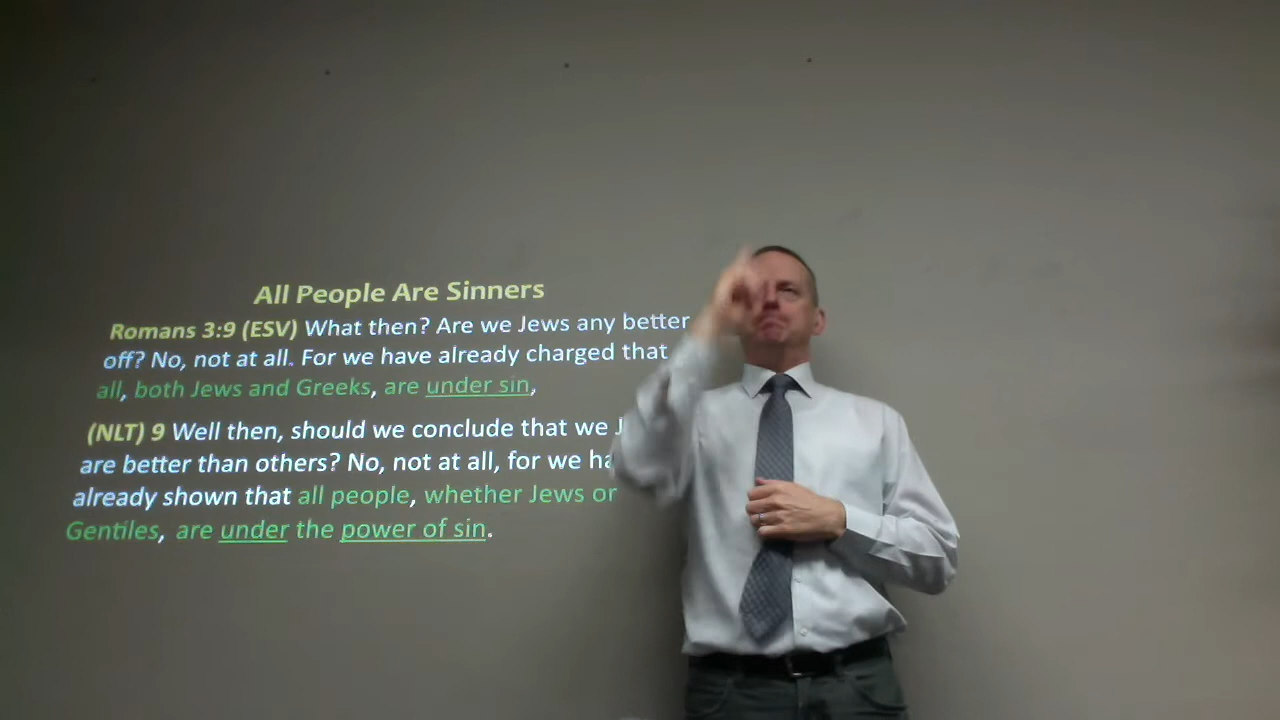 All People Are Sinners
Romans 3:9 (ESV) What then? Are we Jews any better
off? No, not at all. For we have already charged that
all, both Jews and Greeks, are under sin,
(NLT) 9 Well then, should we conclude that we J
are better than others? No, not at all, for we ha
already shown that all people, whether Jews or
Gentiles, are under the power of sin.